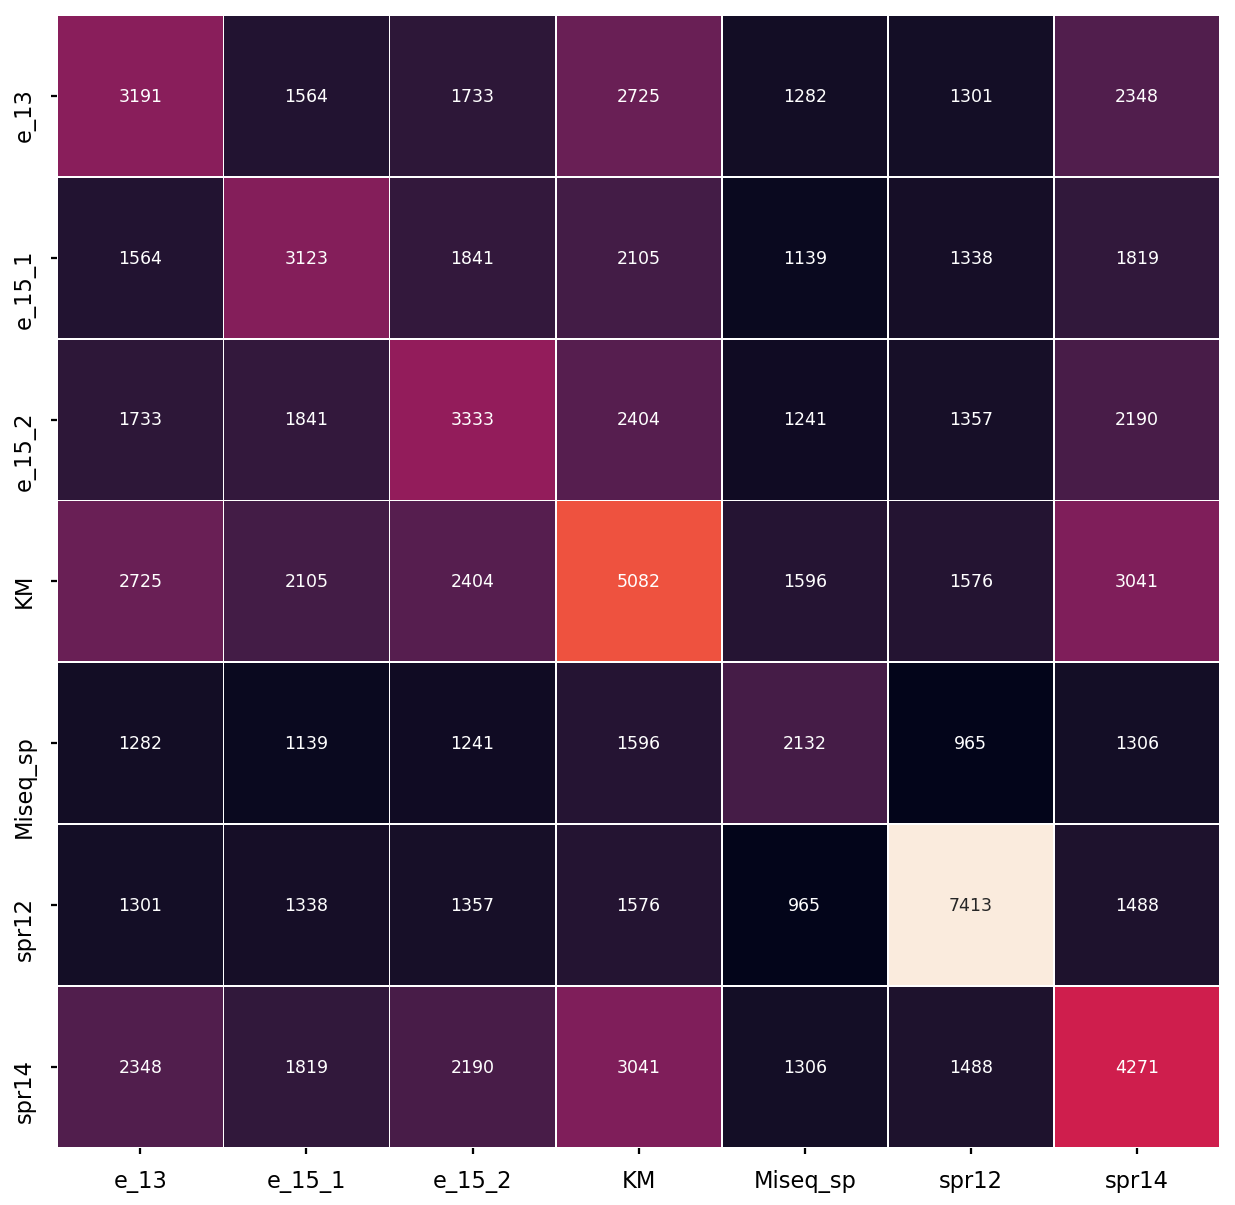 e_13 3191 1564 1733 2725 1282 1301 2348
e_15_1 1564 3123 1841 2105 1139 1338 1819
e_15_2 1733 1841 3333 2404 1241 1357 2190
KM 2725 2105 2404 5082 1596 1576 3041
Miseq_sp 1282 1139 1241 1596 2132 965 1306
spr12 1301 1338 1357 1576 965 7413 1488
spr14 2348 1819 2190 3041 1306 1488 4271
e_13 e_15_1 e_15_2 KM Miseq_sp spr12 spr14